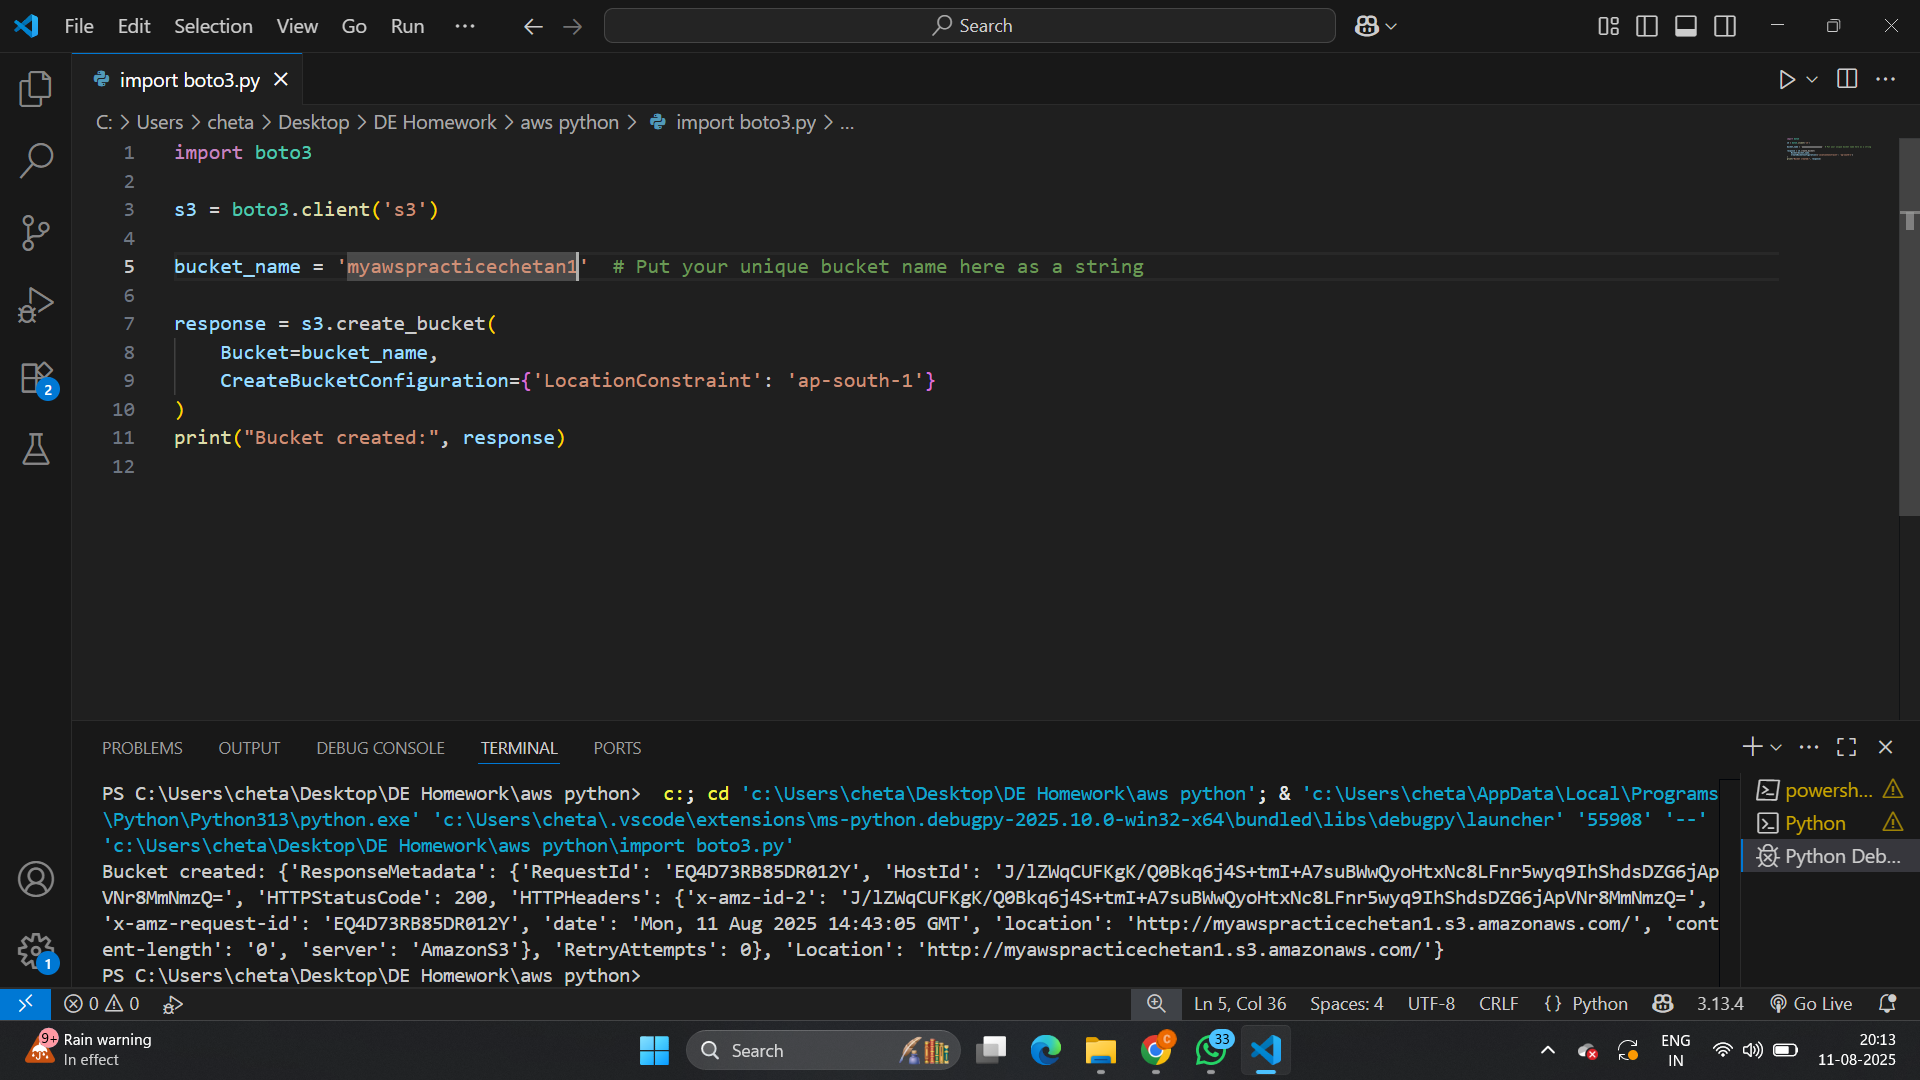 File Edit Selection View Go Run ··· Search
import boto3.py
C: > Users > cheta > Desktop > DE Homework > aws python > import boto3.py > ...
1 import boto3
2
3 s3 = boto3.client('s3')
4
5 bucket_name = 'myawspracticechetan1' # Put your unique bucket name here as a string
6
7 response = s3.create_bucket(
8 Bucket=bucket_name,
9 CreateBucketConfiguration={'LocationConstraint': 'ap-south-1'}
10 )
11 print("Bucket created:", response)
12
2
PROBLEMS OUTPUT DEBUG CONSOLE TERMINAL PORTS
PS C:\Users\cheta\Desktop\DE Homework\aws python> c:; cd 'c:\Users\cheta\Desktop\DE Homework\aws python'; & 'c:\Users\cheta\AppData\Local\Programs
\Python\Python313\python.exe' 'c:\Users\cheta\.vscode\extensions\ms-python.debugpy-2025.10.0-win32-x64\bundled\libs\debugpy\launcher' '55908' '--'
'c:\Users\cheta\Desktop\DE Homework\aws python\import boto3.py'
Bucket created: {'ResponseMetadata': {'RequestId': 'EQ4D73RB85DR012Y', 'HostId': 'J/lZWqCUFKgK/Q0Bkq6j4S+tmI+A7suBWwQyoHtxNc8LFnr5wyq9IhShdsDZG6jAp
VNr8MmNmzQ=', 'HTTPStatusCode': 200, 'HTTPHeaders': {'x-amz-id-2': 'J/lZWqCUFKgK/Q0Bkq6j4S+tmI+A7suBWwQyoHtxNc8LFnr5wyq9IhShdsDZG6jApVNr8MmNmzQ=',
'x-amz-request-id': 'EQ4D73RB85DR012Y', 'date': 'Mon, 11 Aug 2025 14:43:05 GMT', 'location': 'http://myawspracticechetan1.s3.amazonaws.com/', 'cont
ent-length': '0', 'server': 'AmazonS3'}, 'RetryAttempts': 0}, 'Location': 'http://myawspracticechetan1.s3.amazonaws.com/'}
PS C:\Users\cheta\Desktop\DE Homework\aws python>
powersh...
Python
Python Deb...
1
0 0 Ln 5, Col 36 Spaces: 4 UTF-8 CRLF {} Python 3.13.4 Go Live
9+ Rain warning
In effect
Search
C
33
ENG
IN
20:13
11-08-2025